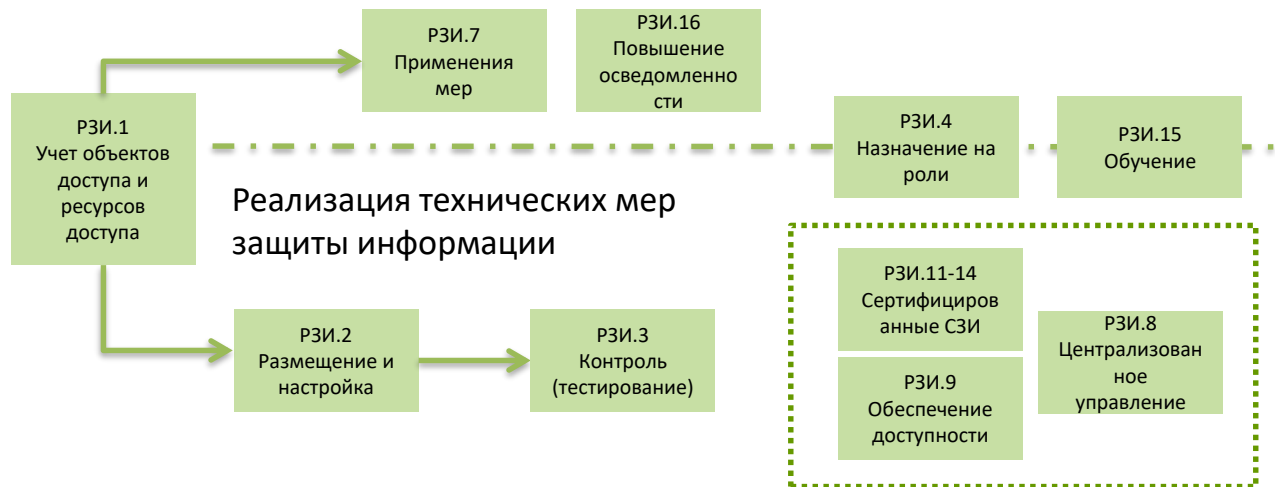 РЗИ.7
Применения
мер
РЗИ.16
Повышение
осведомленно
сти
РЗИ.1
Учет объектов
доступа и
ресурсов
доступа
РЗИ.4
Назначение на
роли
РЗИ.15
Обучение
Реализация технических мер
защиты информации
РЗИ.2
Размещение и
настройка
РЗИ.3
Контроль
(тестирование)
РЗИ.11-14
Сертифициров
анные СЗИ
РЗИ.9
Обеспечение
доступности
РЗИ.8
Централизован
ное
управление